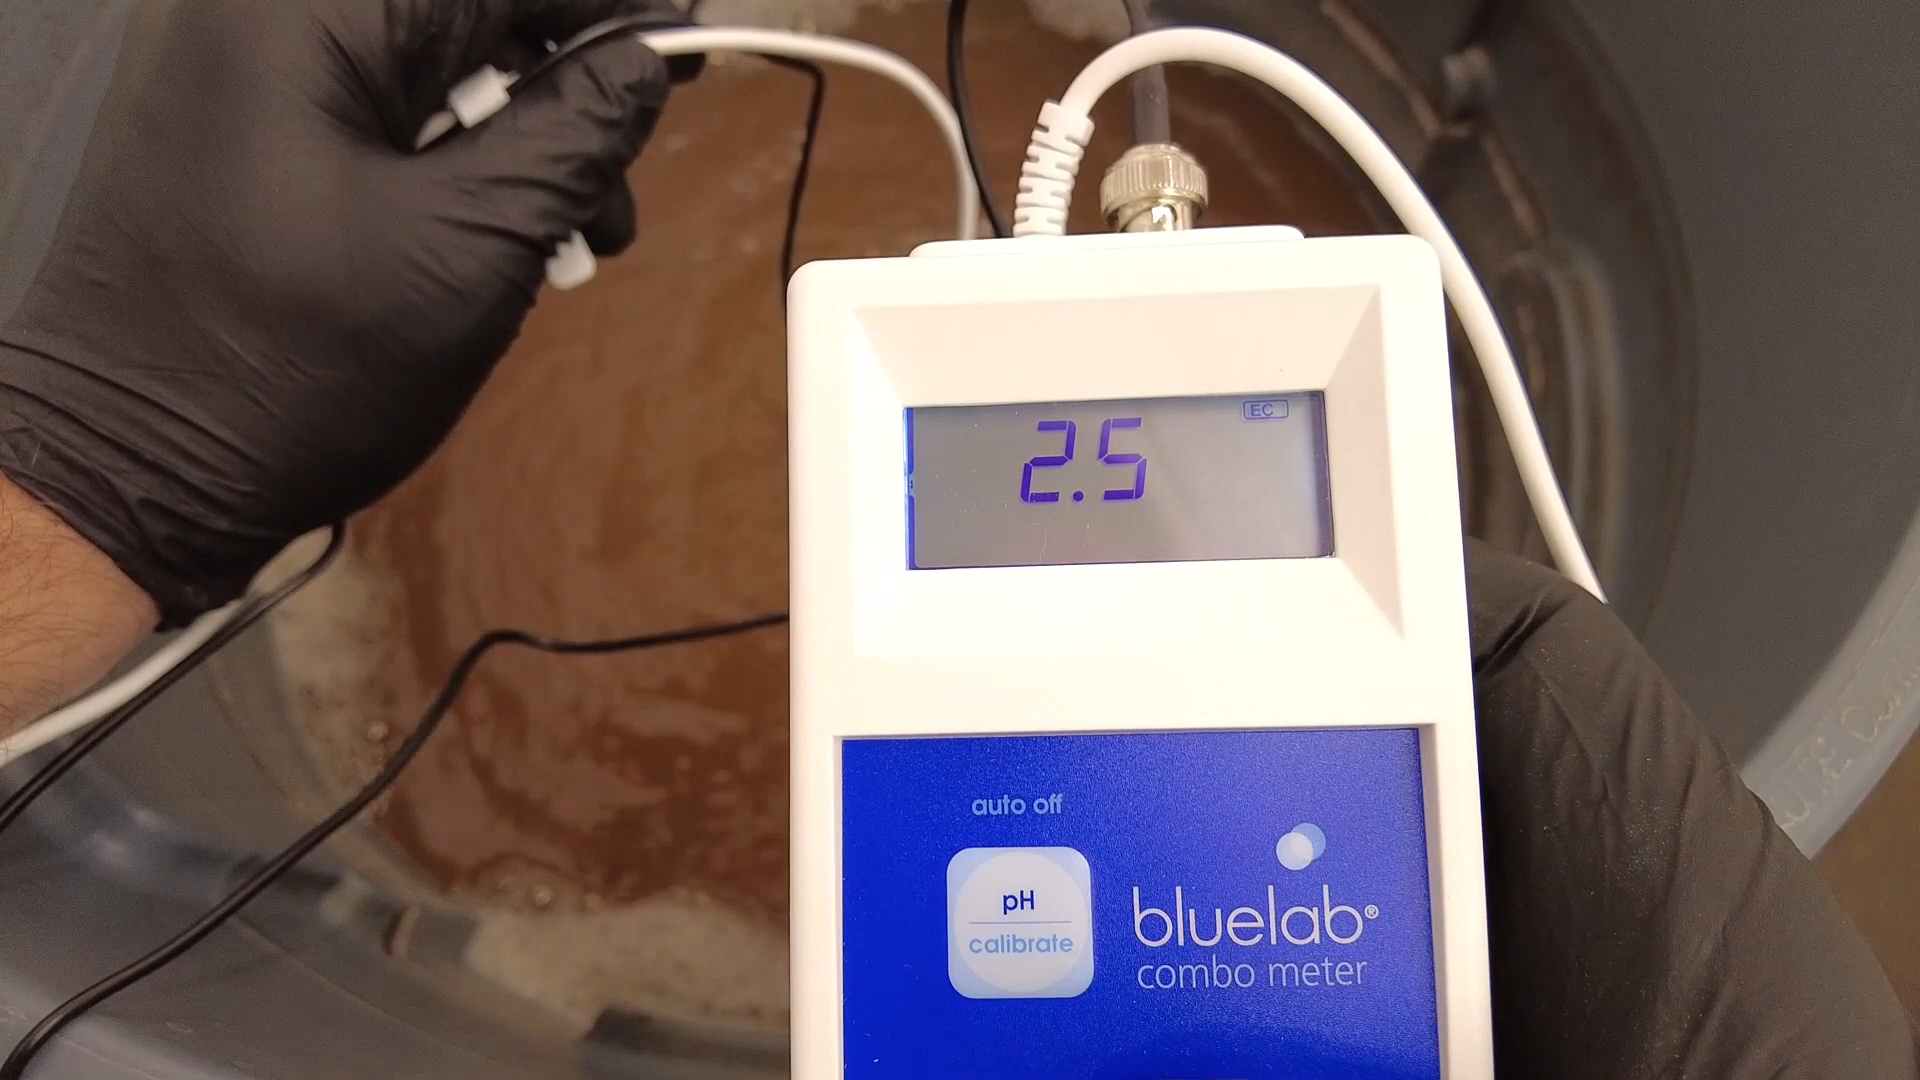 EC
2.5
auto off
pH
calibrate
bluelab®
combo meter